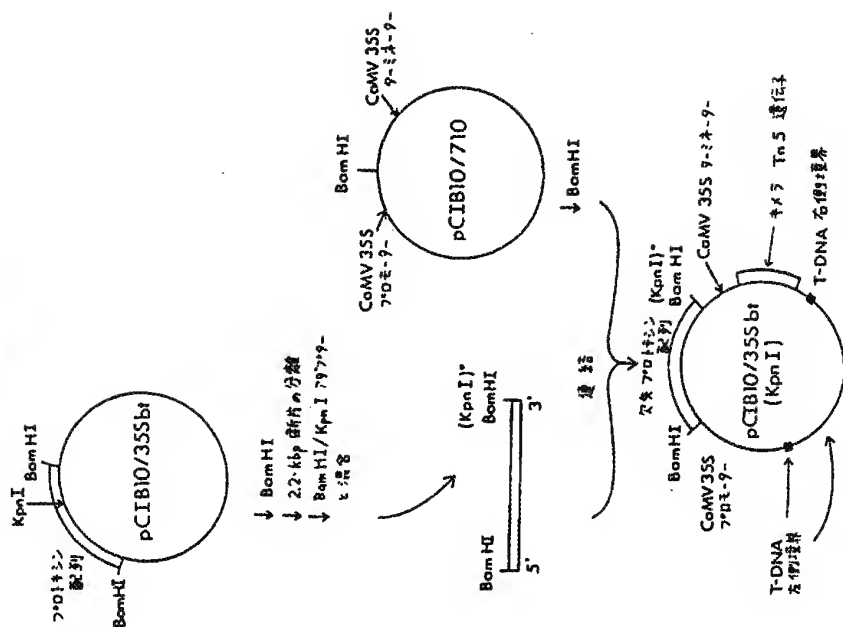 KpnI
BamHI
プロトキシン
配列
BamHI
pCIB10/35Sbt
↓ BamHI
↓ 2.2-kbp 断片の分離
↓ BamHI/KpnI アダプター
と混合
BamHI
CaMV 35S
プロモーター
CaMV 35S
ターミネーター
pCIB10/710
↓ BamHI
BamHI
(KpnI)*
BamHI
5'
3'
連結
欠失プロトキシン
配列
(KpnI)*
BamHI
BamHI
CaMV 35S
プロモーター
CaMV 35S ターミネーター
キメラ Tn5 遺伝子
pCIB10/35Sbt
(KpnI)
T-DNA 右側境界
T-DNA
左側境界